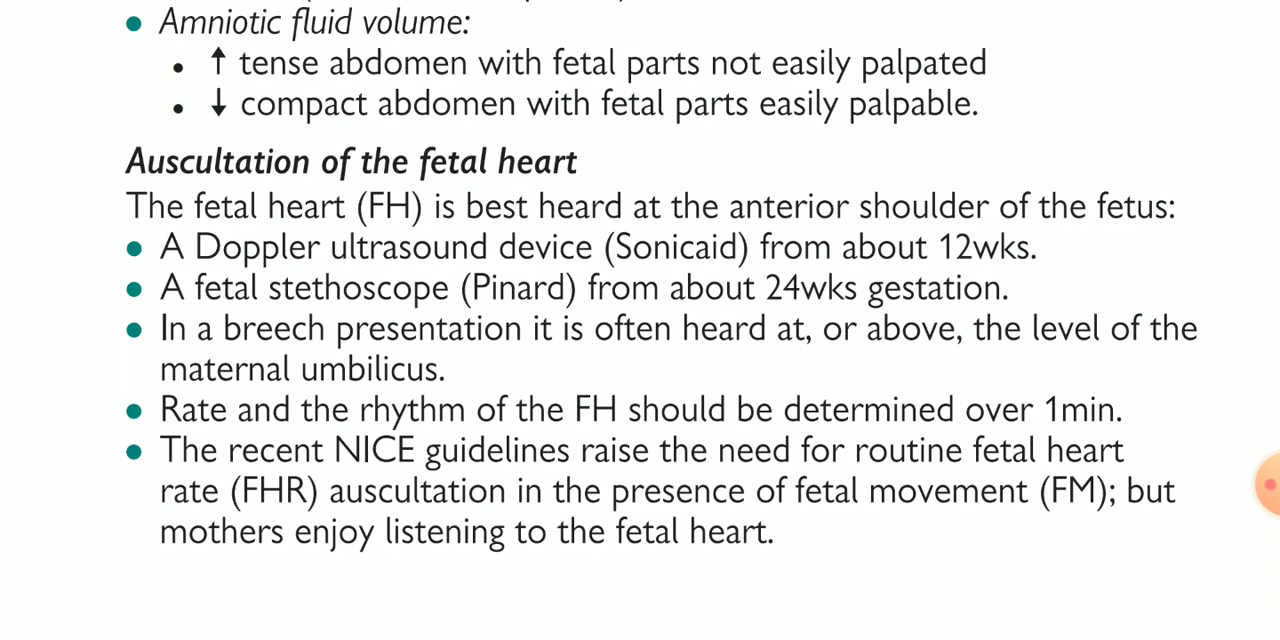 • Amniotic fluid volume:
• ↑ tense abdomen with fetal parts not easily palpated
• ↓ compact abdomen with fetal parts easily palpable.
Auscultation of the fetal heart
The fetal heart (FH) is best heard at the anterior shoulder of the fetus:
• A Doppler ultrasound device (Sonicaid) from about 12wks.
• A fetal stethoscope (Pinard) from about 24wks gestation.
• In a breech presentation it is often heard at, or above, the level of the
maternal umbilicus.
• Rate and the rhythm of the FH should be determined over 1min.
• The recent NICE guidelines raise the need for routine fetal heart
rate (FHR) auscultation in the presence of fetal movement (FM); but
mothers enjoy listening to the fetal heart.